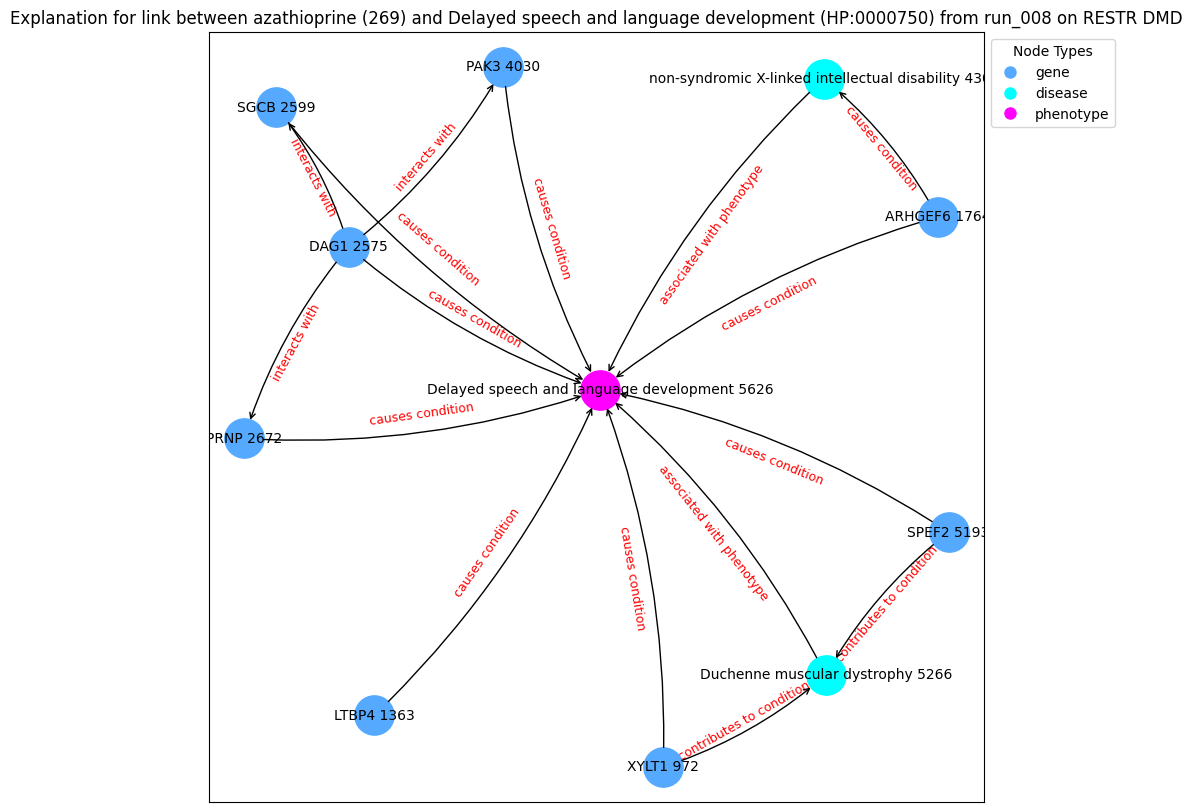 Explanation for link between azathioprine (269) and Delayed speech and language development (HP:0000750) from run_008 on RESTR DMD
Node Types
gene
disease
phenotype
PAK3 4030
non-syndromic X-linked intellectual disability
SGCB 2599
causes condition
interacts with
interacts with
causes condition
associated with phenotype
ARHGEF6 1764
DAG1 2575
causes condition
causes condition
causes condition
interacts with
Delayed speech and language development 5626
causes condition
PRNP 2672
causes condition
associated with phenotype
causes condition
causes condition
SPEF2 5193
contributes to condition
Duchenne muscular dystrophy 5266
contributes to condition
LTBP4 1363
XYLT1 972